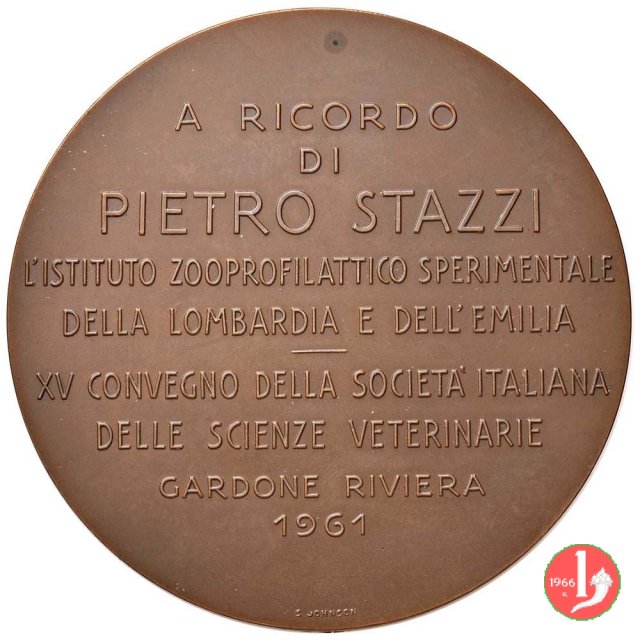 A RICORDO
DI
PIETRO STAZZI
L'ISTITUTO ZOOPROFILATTICO SPERIMENTALE
DELLA LOMBARDIA E DELL'EMILIA
XV CONVEGNO DELLA SOCIETA' ITALIANA
DELLE SCIENZE VETERINARIE
GARDONE RIVIERA
1961
S. JOHNSON
1966